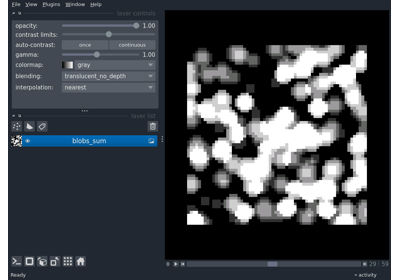 File View Plugins Window Help
layer controls
opacity: 1.00
contrast limits:
auto-contrast: once continuous
gamma: 1.00
colormap: gray
blending: translucent_no_depth
interpolation: nearest
layer list
blobs_sum
29 59
Ready
activity